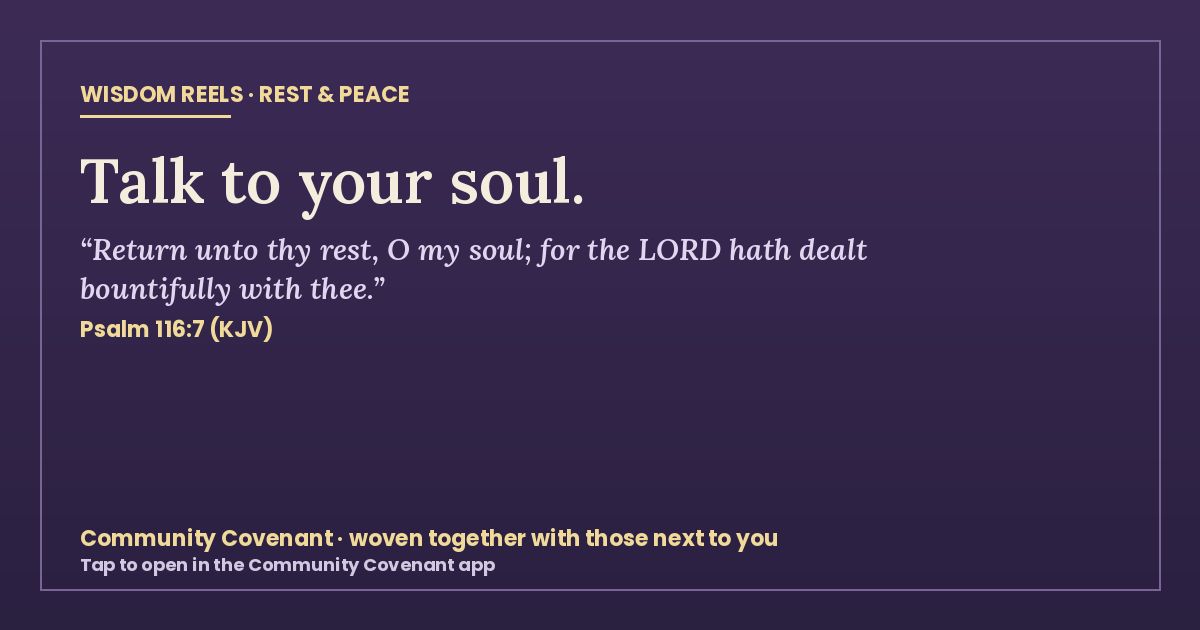 WISDOM REELS · REST & PEACE
Talk to your soul.
“Return unto thy rest, O my soul; for the LORD hath dealt
bountifully with thee.”
Psalm 116:7 (KJV)
Community Covenant · woven together with those next to you
Tap to open in the Community Covenant app